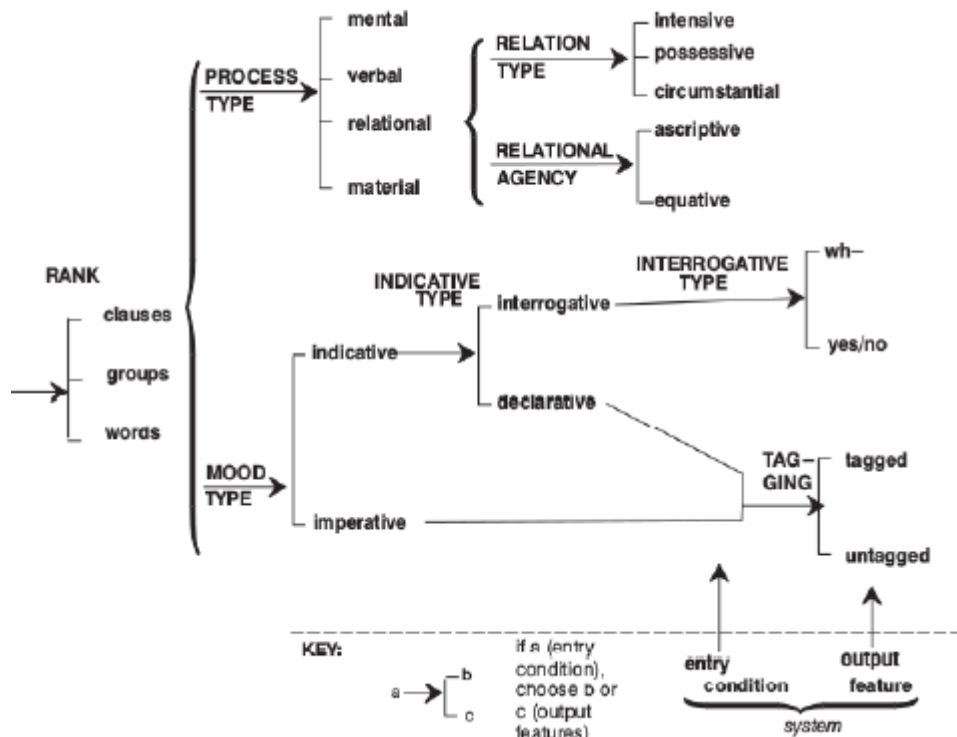 mental
verbal
relational
material
PROCESS
TYPE
RELATION
TYPE
intensive
possessive
circumstantial
RELATIONAL
AGENCY
ascriptive
equative
RANK
clauses
groups
words
MOOD
TYPE
indicative
imperative
INDICATIVE
TYPE
interrogative
declarative
INTERROGATIVE
TYPE
wh–
yes/no
TAG–
GING
tagged
untagged
KEY:
a
b
c
if a (entry
condition),
choose b or
c (output
features)
entry
condition
output
feature
system